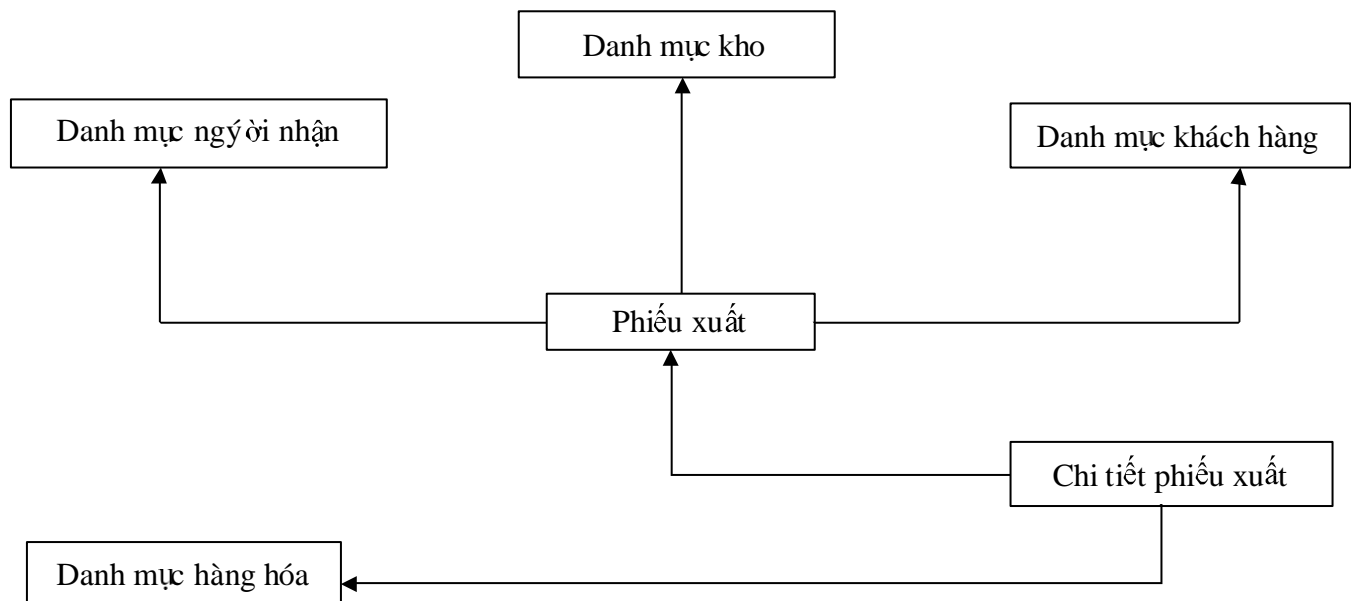 Danh mục kho
Danh mục ngýời nhận
Danh mục khách hàng
Phiếu xuất
Chi tiết phiếu xuất
Danh mục hàng hóa